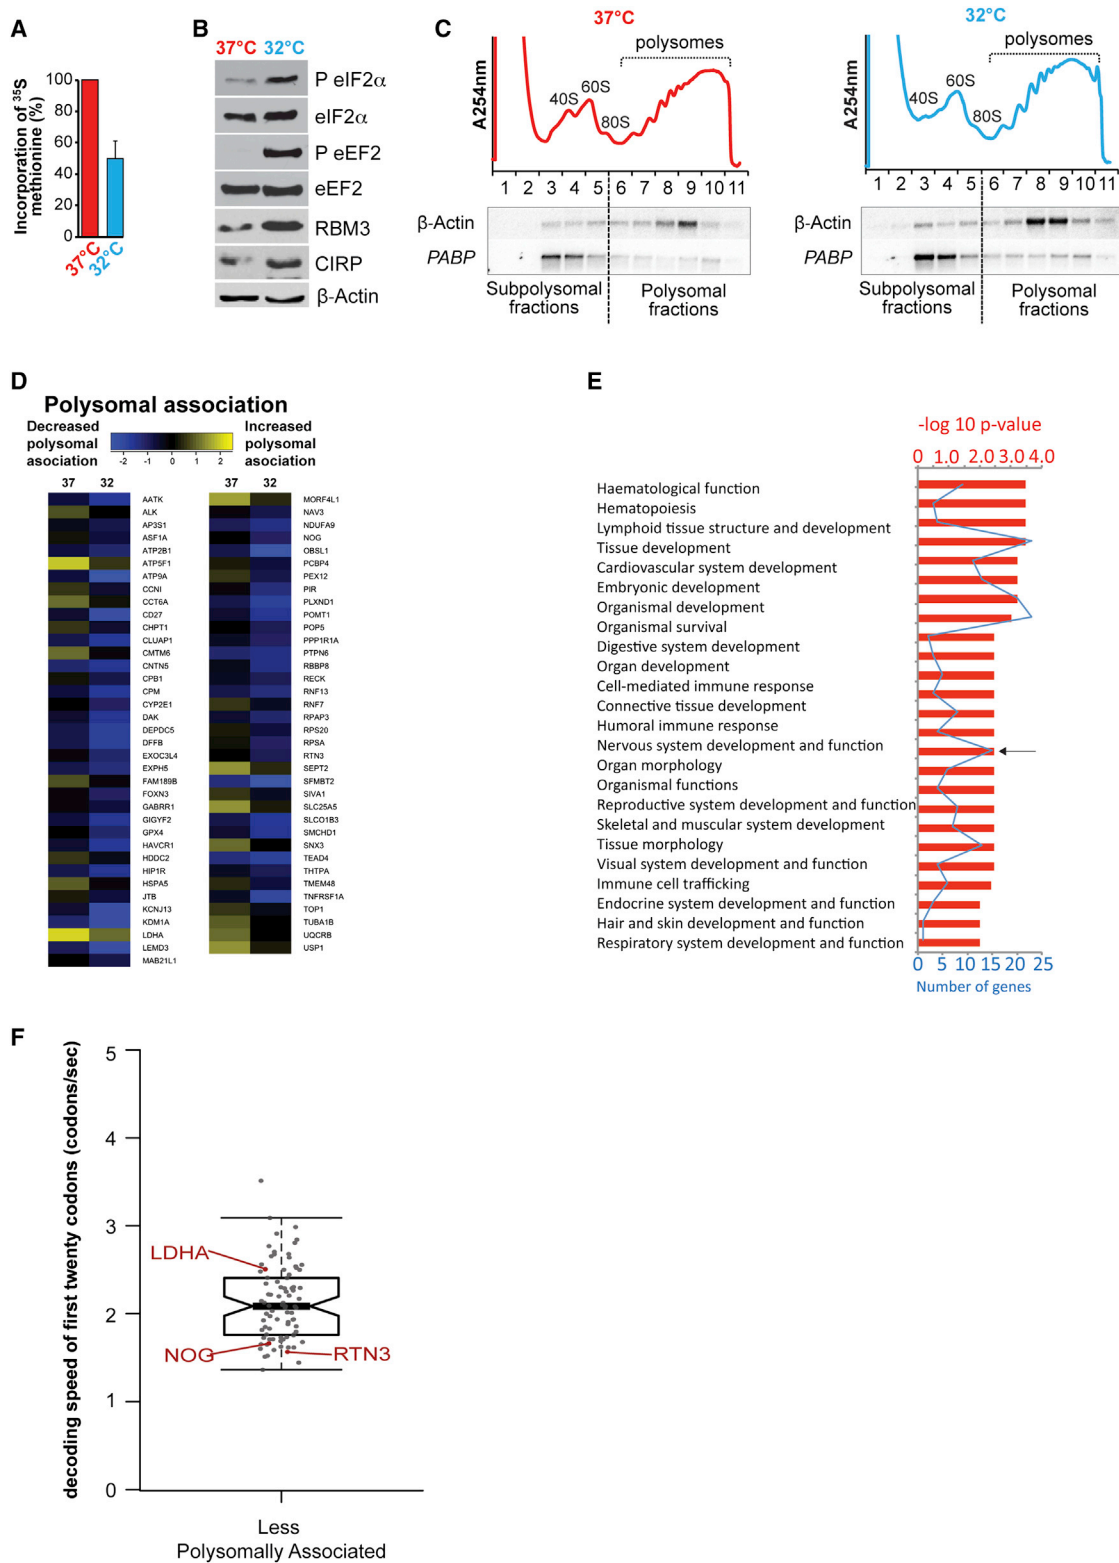 A
Incorporation of ³⁵S
methionine (%)
100
80
60
40
20
0
37°C
32°C
B
37°C 32°C
P eIF2α
eIF2α
P eEF2
eEF2
RBM3
CIRP
β-Actin
C
37°C
polysomes
A254nm
40S
60S
80S
1 2 3 4 5 6 7 8 9 10 11
β-Actin
PABP
Subpolysomal
fractions
Polysomal
fractions
32°C
polysomes
A254nm
40S
60S
80S
1 2 3 4 5 6 7 8 9 10 11
β-Actin
PABP
Subpolysomal
fractions
Polysomal
fractions
D
Polysomal association
Decreased
polysomal
asociation
-2 -1 0 1 2
Increased
polysomal
asociation
37 32
AATK
ALK
AP3S1
ASF1A
ATP2B1
ATP5F1
ATP9A
CCNI
CCT6A
CD27
CHPT1
CLUAP1
CMTM6
CNTN5
CPB1
CPM
CYP2E1
DAK
DEPDC5
DFFB
EXOC3L4
EXPH5
FAM189B
FOXN3
GABRR1
GIGYF2
GPX4
HAVCR1
HDDC2
HIP1R
HSPA5
JTB
KCNJ13
KDM1A
LDHA
LEMD3
MAB21L1
37 32
MORF4L1
NAV3
NDUFA9
NOG
OBSL1
PCBP4
PEX12
PIR
PLXND1
POMT1
POP5
PPP1R1A
PTPN6
RBBP8
RECK
RNF13
RNF7
RPAP3
RPS20
RPSA
RTN3
SEPT2
SFMBT2
SIVA1
SLC25A5
SLCO1B3
SMCHD1
SNX3
TEAD4
THTPA
TMEM48
TNFRSF1A
TOP1
TUBA1B
UQCRB
USP1
E
-log 10 p-value
0 1.0 2.0 3.0 4.0
Haematological function
Hematopoiesis
Lymphoid tissue structure and development
Tissue development
Cardiovascular system development
Embryonic development
Organismal development
Organismal survival
Digestive system development
Organ development
Cell-mediated immune response
Connective tissue development
Humoral immune response
Nervous system development and function
Organ morphology
Organismal functions
Reproductive system development and function
Skeletal and muscular system development
Tissue morphology
Visual system development and function
Immune cell trafficking
Endocrine system development and function
Hair and skin development and function
Respiratory system development and function
0 5 10 15 20 25
Number of genes
F
decoding speed of first twenty codons (codons/sec)
5
4
3
2
1
0
LDHA
NOG
RTN3
Less
Polysomally Associated